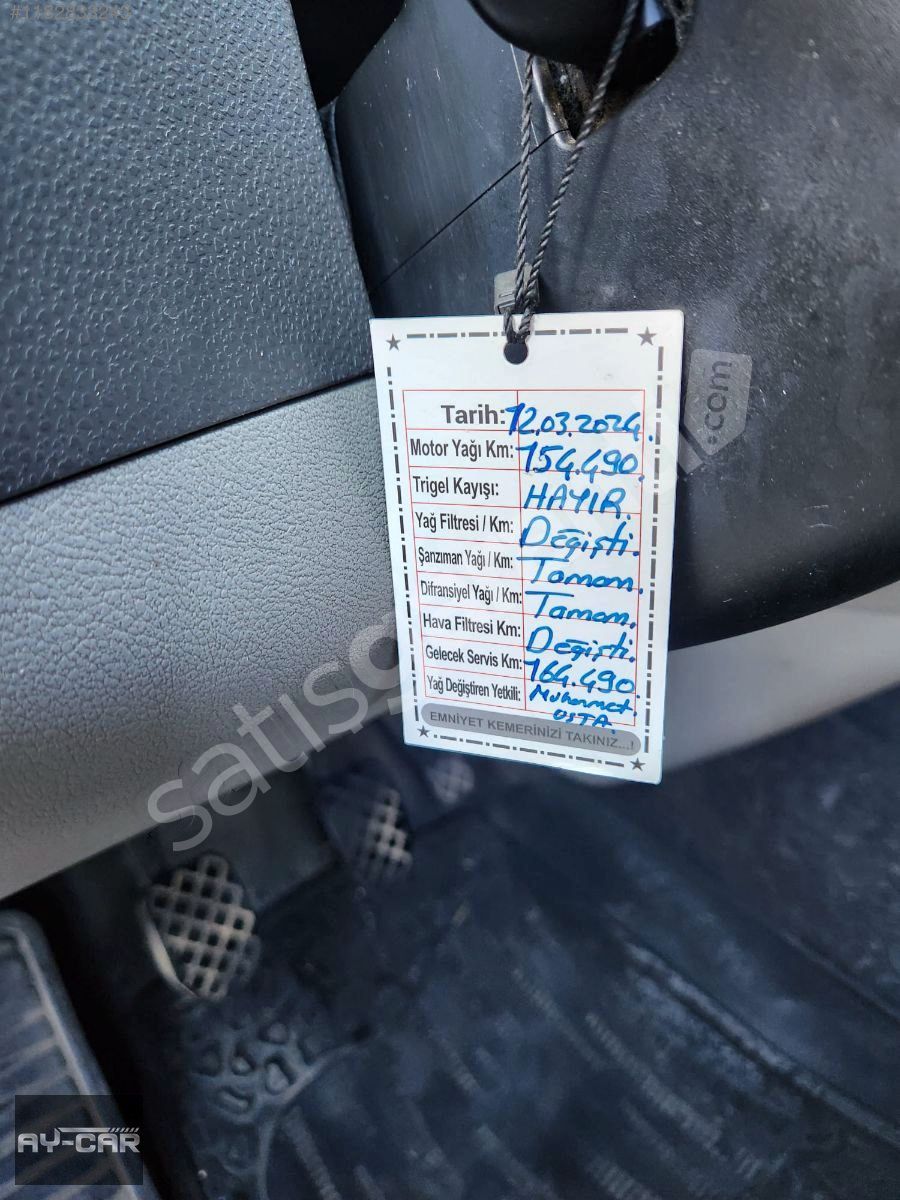 #1182833243
Tarih: 12.03.2024.
Motor Yağı Km: 154.490.
Trigel Kayışı: HAYIR.
Yağ Filtresi / Km: Değişti.
Şanzıman Yağı / Km: Tamam.
Difransiyel Yağı / Km: Tamam.
Hava Filtresi Km: Değişti.
Gelecek Servis Km: 164.490
Yağ Değiştiren Yetkili: Muhammet.
USTA.
EMNİYET KEMERİNİZİ TAKINIZ...!
AY-CAR